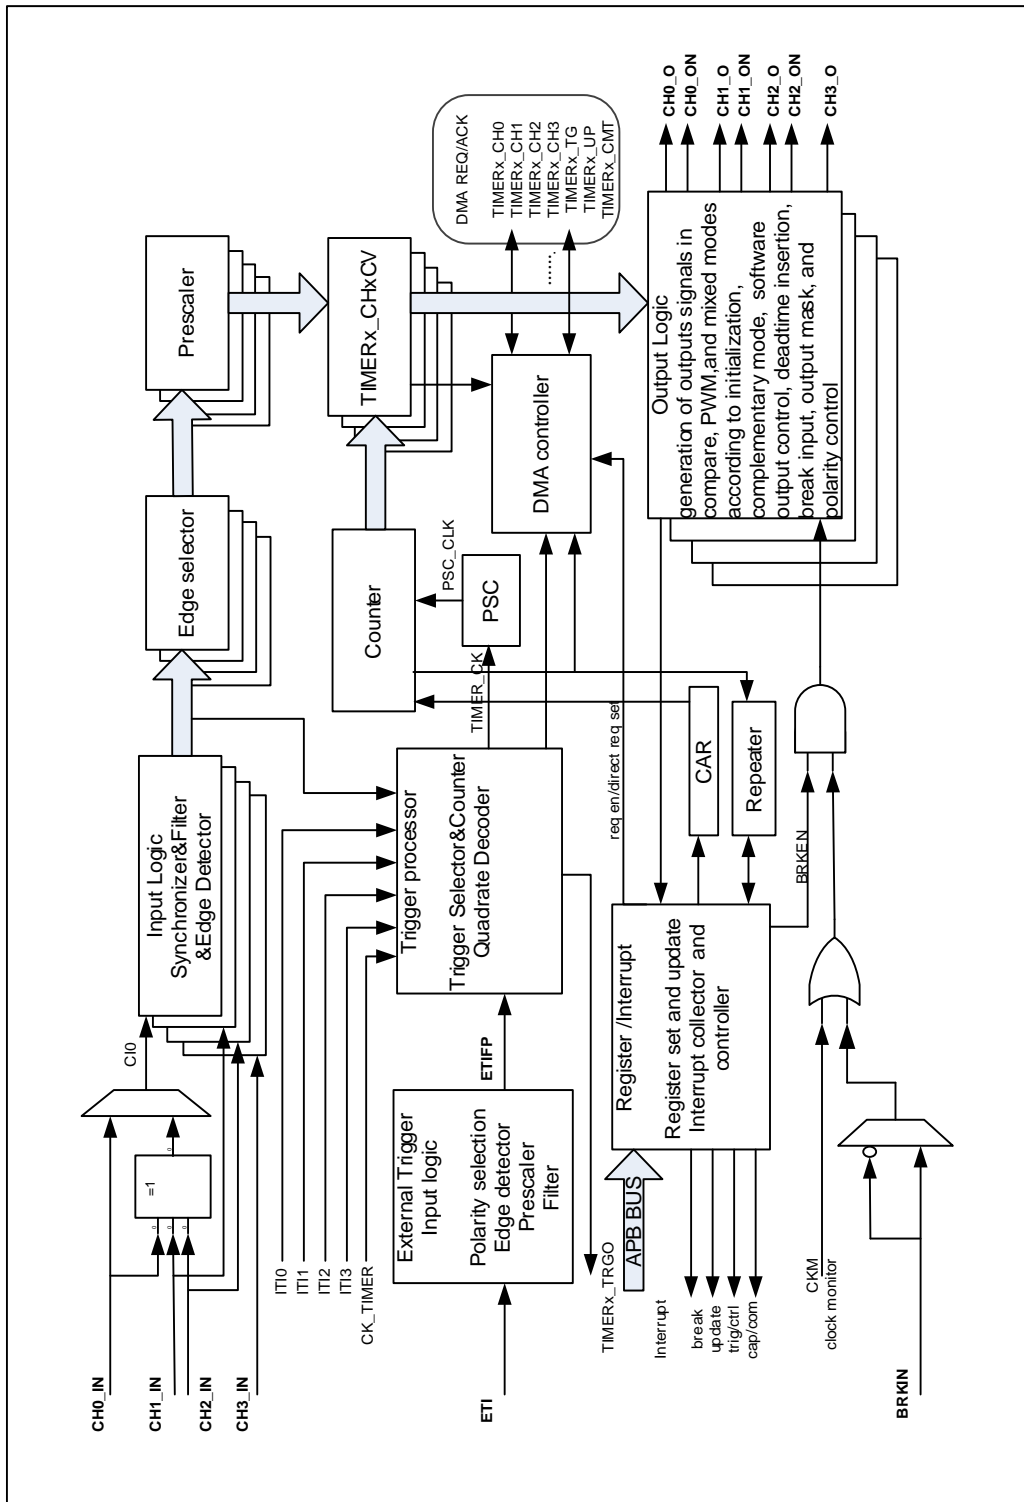 CH0_IN
CH1_IN
CH2_IN
CH3_IN
=1
0
0
0
0
CI0
Input Logic
Synchronizer&Filter
&Edge Detector
Edge selector
Prescaler
ITI0
ITI1
ITI2
ITI3
CK_TIMER
Trigger processor
Trigger Selector&Counter
Quadrate Decoder
TIMER_CK
PSC
PSC_CLK
Counter
TIMERx_CHxCV
DMA controller
DMA REQ/ACK
TIMERx_CH0
TIMERx_CH1
TIMERx_CH2
TIMERx_CH3
TIMERx_TG
TIMERx_UP
TIMERx_CMT
........
ETI
External Trigger
Input logic
Polarity selection
Edge detector
Prescaler
Filter
ETIFP
TIMERx_TRGO
APB BUS
Register /Interrupt
Register set and update
Interrupt collector and
controller
req en/direct req set
CAR
Repeater
Interrupt
break
update
trig/ctrl
cap/com
CKM
clock monitor
BRKIN
BRKEN
Output Logic
generation of outputs signals in
compare, PWM,and mixed modes
according to initialization,
complementary mode, software
output control, deadtime insertion,
break input, output mask, and
polarity control
CH0_O
CH0_ON
CH1_O
CH1_ON
CH2_O
CH2_ON
CH3_O